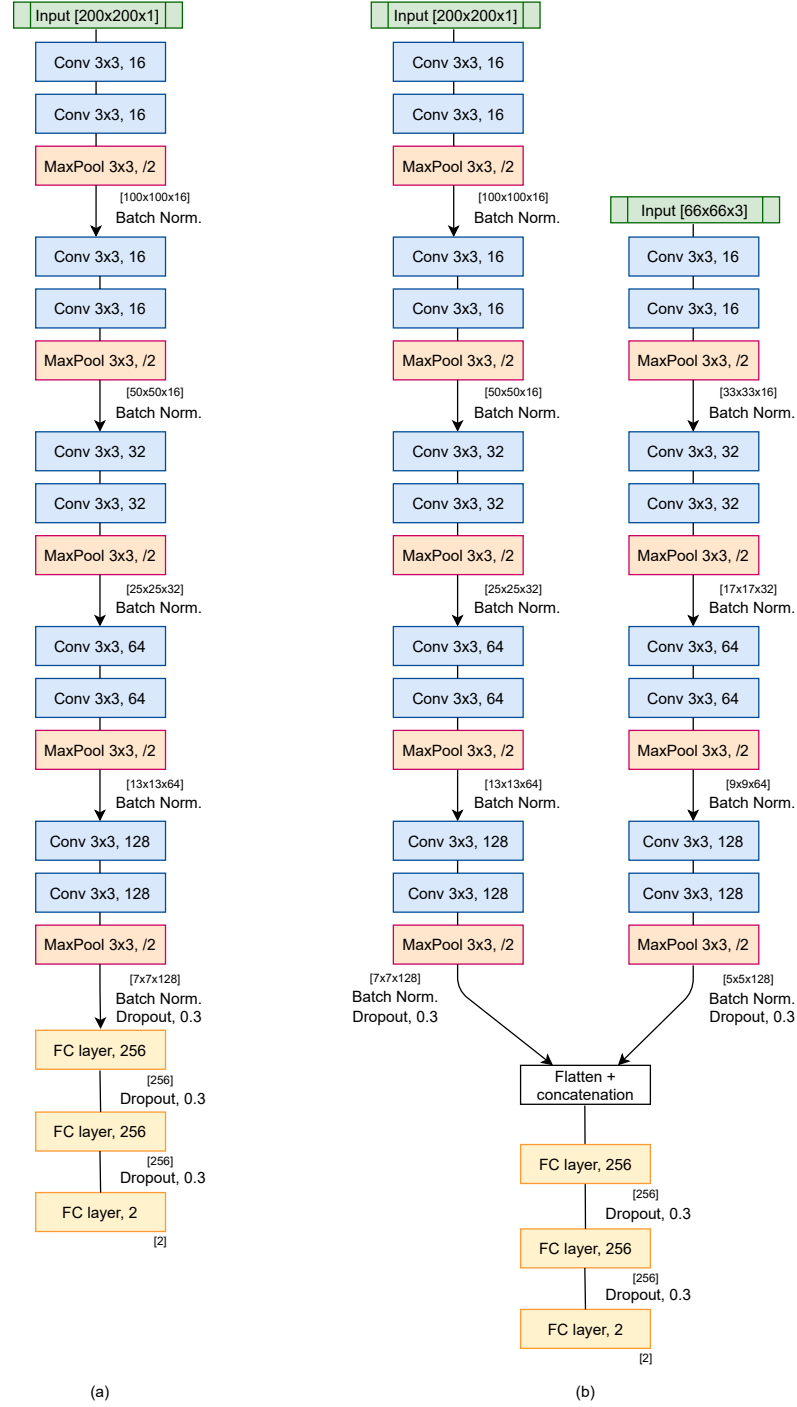 Input [200x200x1]
Conv 3x3, 16
Conv 3x3, 16
MaxPool 3x3, /2
[100x100x16]
Batch Norm.
Conv 3x3, 16
Conv 3x3, 16
MaxPool 3x3, /2
[50x50x16]
Batch Norm.
Conv 3x3, 32
Conv 3x3, 32
MaxPool 3x3, /2
[25x25x32]
Batch Norm.
Conv 3x3, 64
Conv 3x3, 64
MaxPool 3x3, /2
[13x13x64]
Batch Norm.
Conv 3x3, 128
Conv 3x3, 128
MaxPool 3x3, /2
[7x7x128]
Batch Norm.
Dropout, 0.3
FC layer, 256
[256]
Dropout, 0.3
FC layer, 256
[256]
Dropout, 0.3
FC layer, 2
[2]
(a)
Input [200x200x1]
Conv 3x3, 16
Conv 3x3, 16
MaxPool 3x3, /2
[100x100x16]
Batch Norm.
Conv 3x3, 16
Conv 3x3, 16
MaxPool 3x3, /2
[50x50x16]
Batch Norm.
Conv 3x3, 32
Conv 3x3, 32
MaxPool 3x3, /2
[25x25x32]
Batch Norm.
Conv 3x3, 64
Conv 3x3, 64
MaxPool 3x3, /2
[13x13x64]
Batch Norm.
Conv 3x3, 128
Conv 3x3, 128
MaxPool 3x3, /2
[7x7x128]
Batch Norm.
Dropout, 0.3
Input [66x66x3]
Conv 3x3, 16
Conv 3x3, 16
MaxPool 3x3, /2
[33x33x16]
Batch Norm.
Conv 3x3, 32
Conv 3x3, 32
MaxPool 3x3, /2
[17x17x32]
Batch Norm.
Conv 3x3, 64
Conv 3x3, 64
MaxPool 3x3, /2
[9x9x64]
Batch Norm.
Conv 3x3, 128
Conv 3x3, 128
MaxPool 3x3, /2
[5x5x128]
Batch Norm.
Dropout, 0.3
Flatten +
concatenation
FC layer, 256
[256]
Dropout, 0.3
FC layer, 256
[256]
Dropout, 0.3
FC layer, 2
[2]
(b)